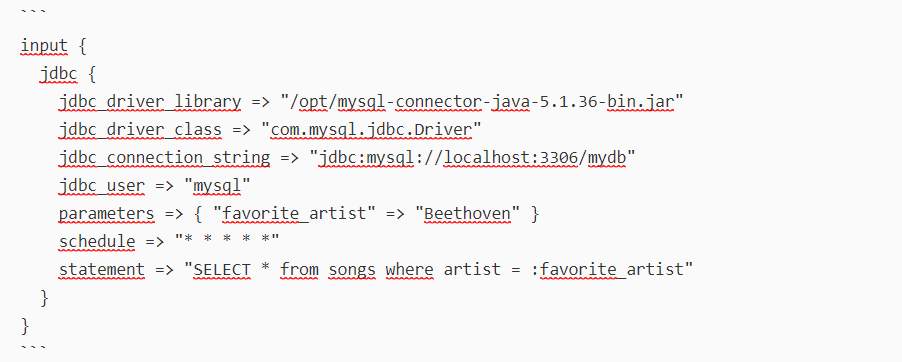 ```
input {
  jdbc {
    jdbc_driver_library => "/opt/mysql-connector-java-5.1.36-bin.jar"
    jdbc_driver_class => "com.mysql.jdbc.Driver"
    jdbc_connection_string => "jdbc:mysql://localhost:3306/mydb"
    jdbc_user => "mysql"
    parameters => { "favorite_artist" => "Beethoven" }
    schedule => "* * * * *"
    statement => "SELECT * from songs where artist = :favorite_artist"
  }
}
```